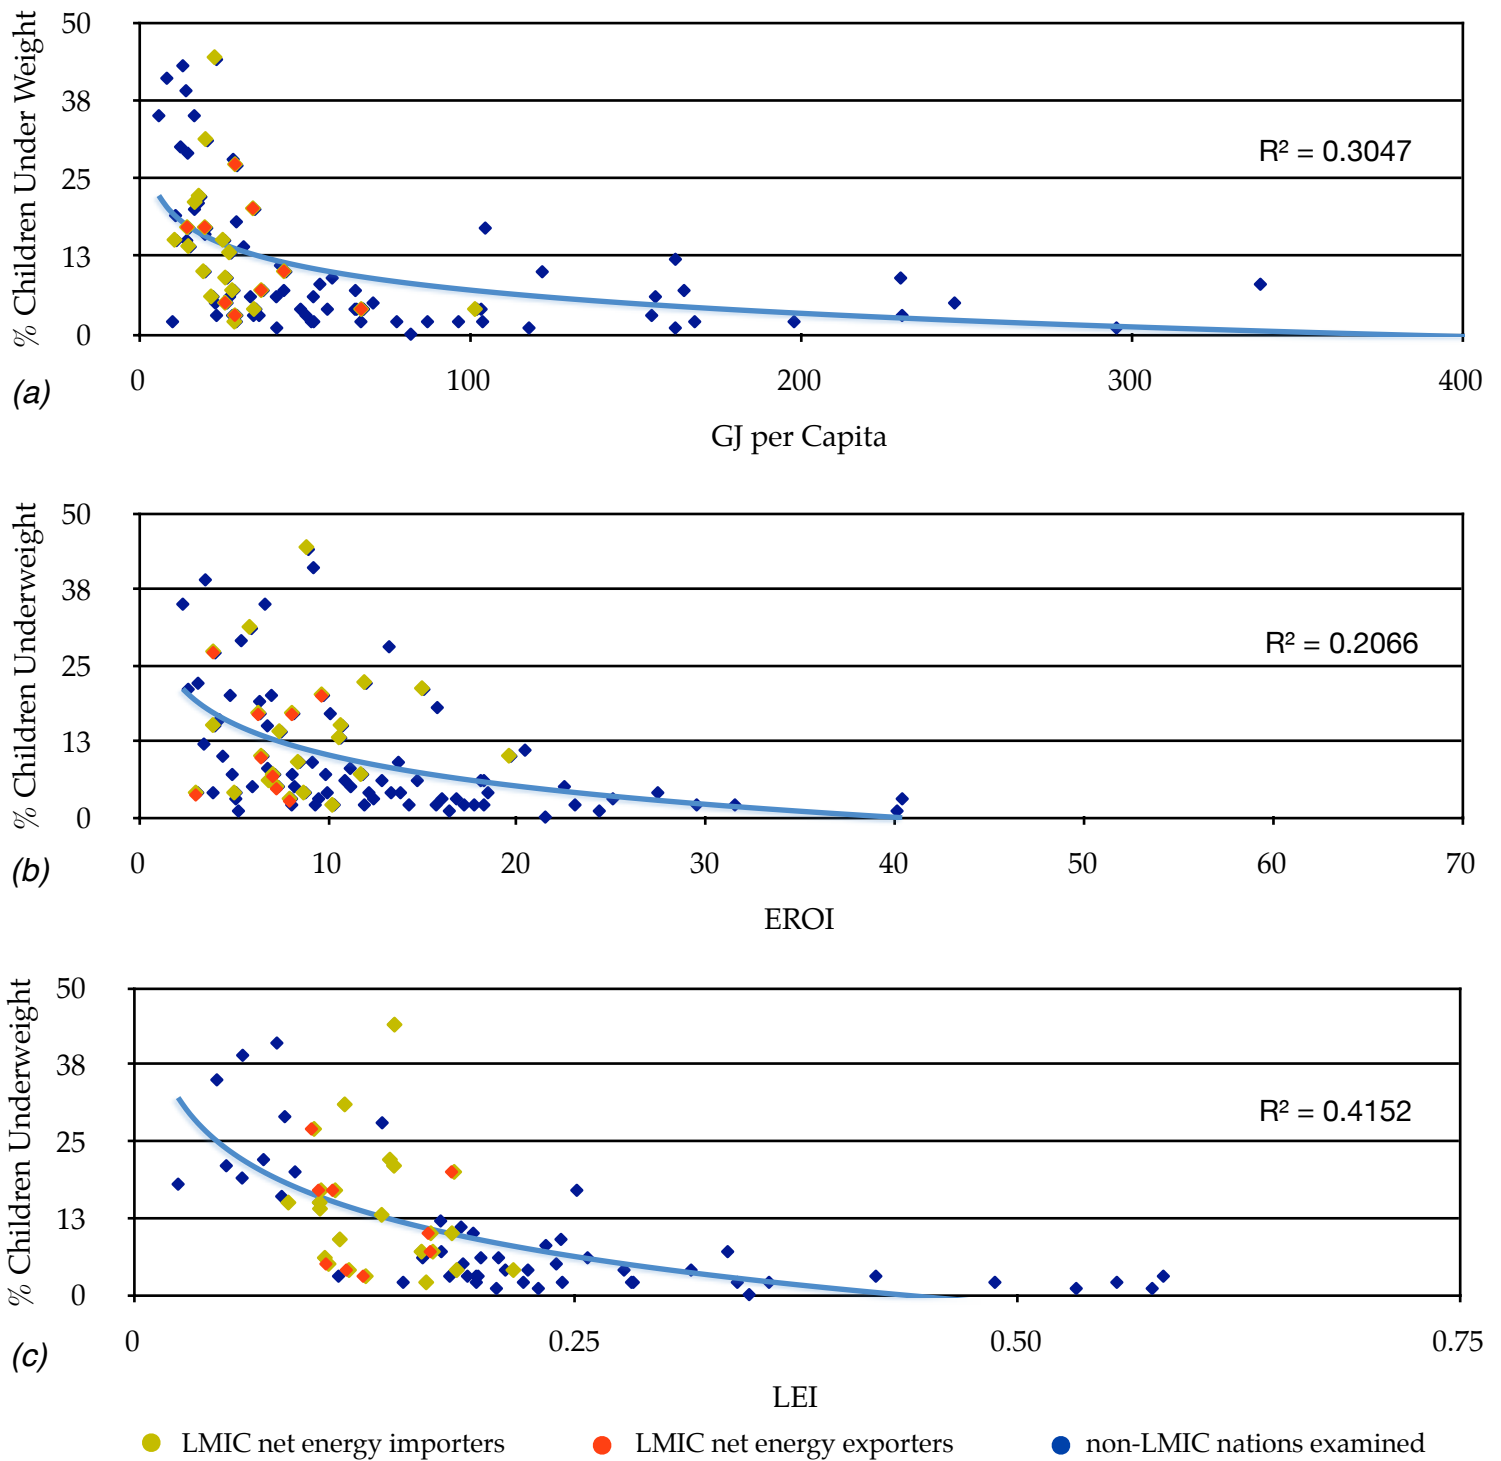 % Children Under Weight
50
38
25
13
0
R² = 0.3047
0 100 200 300 400
(a)
GJ per Capita
% Children Underweight
50
38
25
13
0
R² = 0.2066
0 10 20 30 40 50 60 70
(b)
EROI
% Children Underweight
50
38
25
13
0
R² = 0.4152
0 0.25 0.50 0.75
(c)
LEI
LMIC net energy importers LMIC net energy exporters non-LMIC nations examined